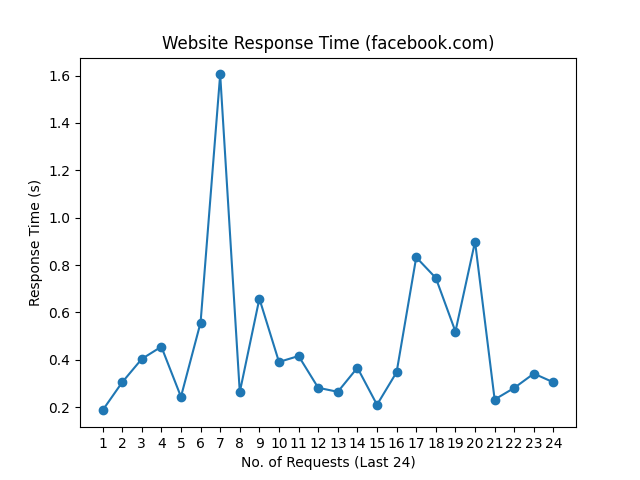 Website Response Time (facebook.com)
1.6
1.4
1.2
1.0
0.8
0.6
0.4
0.2
Response Time (s)
1 2 3 4 5 6 7 8 9 10 11 12 13 14 15 16 17 18 19 20 21 22 23 24
No. of Requests (Last 24)